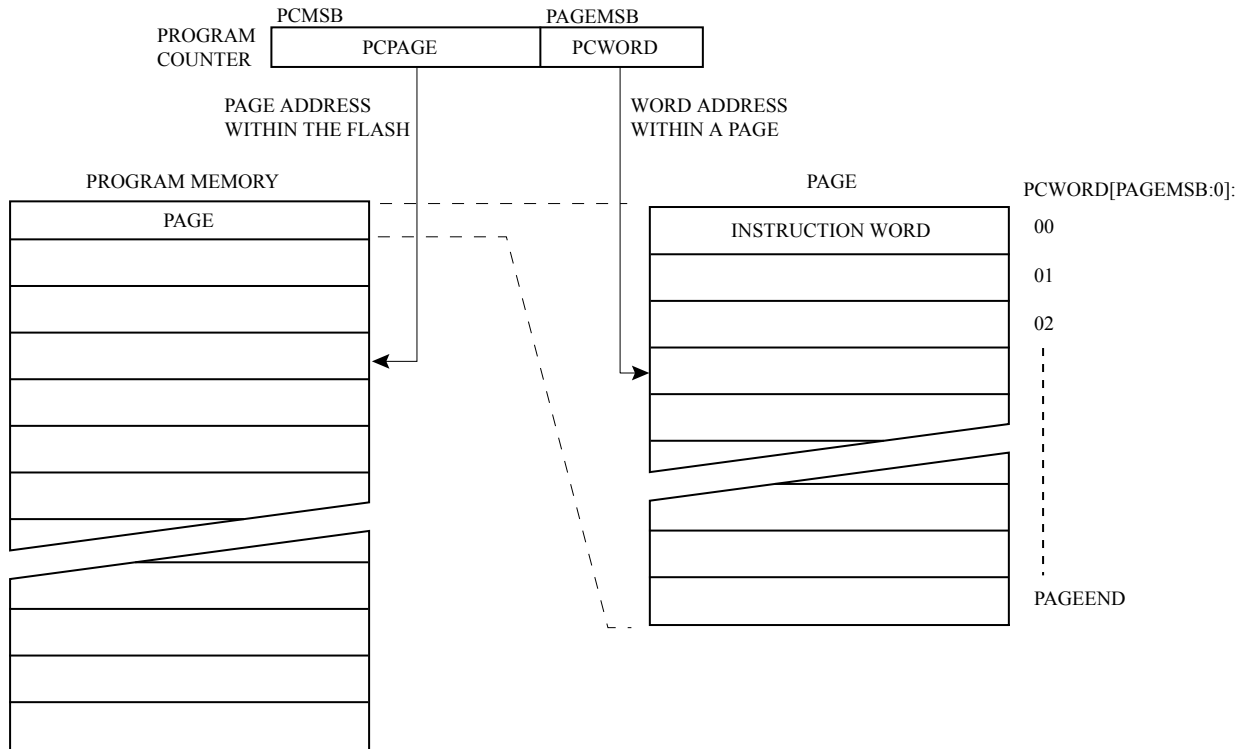 PCMSB
PAGEMSB
PROGRAM
COUNTER
PCPAGE
PCWORD
PAGE ADDRESS
WITHIN THE FLASH
WORD ADDRESS
WITHIN A PAGE
PROGRAM MEMORY
PAGE
PAGE
PCWORD[PAGEMSB:0]:
INSTRUCTION WORD
00
01
02
PAGEEND